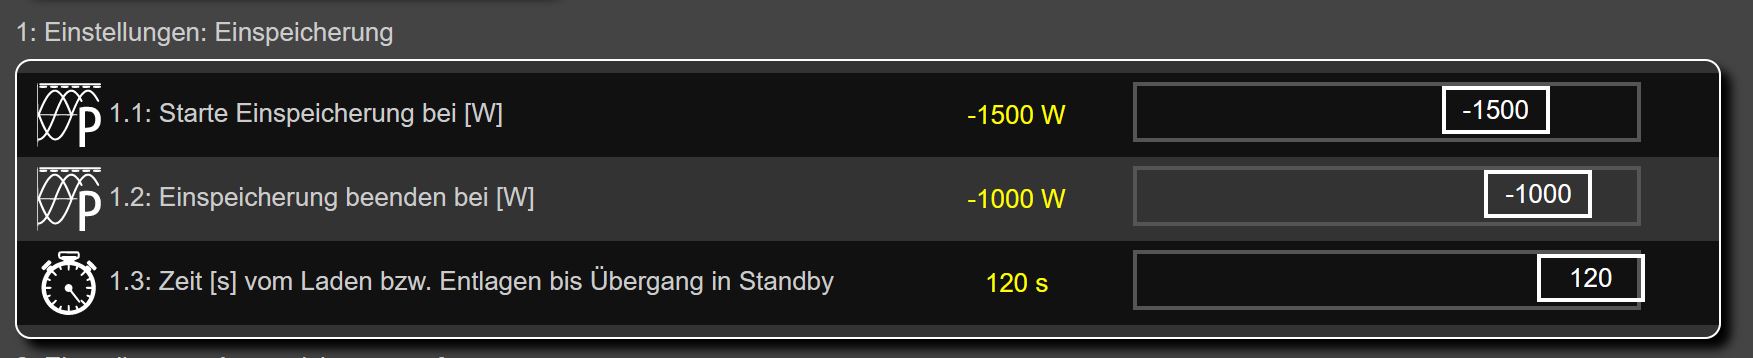 1: Einstellungen: Einspeicherung
1.1: Starte Einspeicherung bei [W] -1500 W -1500
1.2: Einspeicherung beenden bei [W] -1000 W -1000
1.3: Zeit [s] vom Laden bzw. Entlagen bis Übergang in Standby 120 s 120